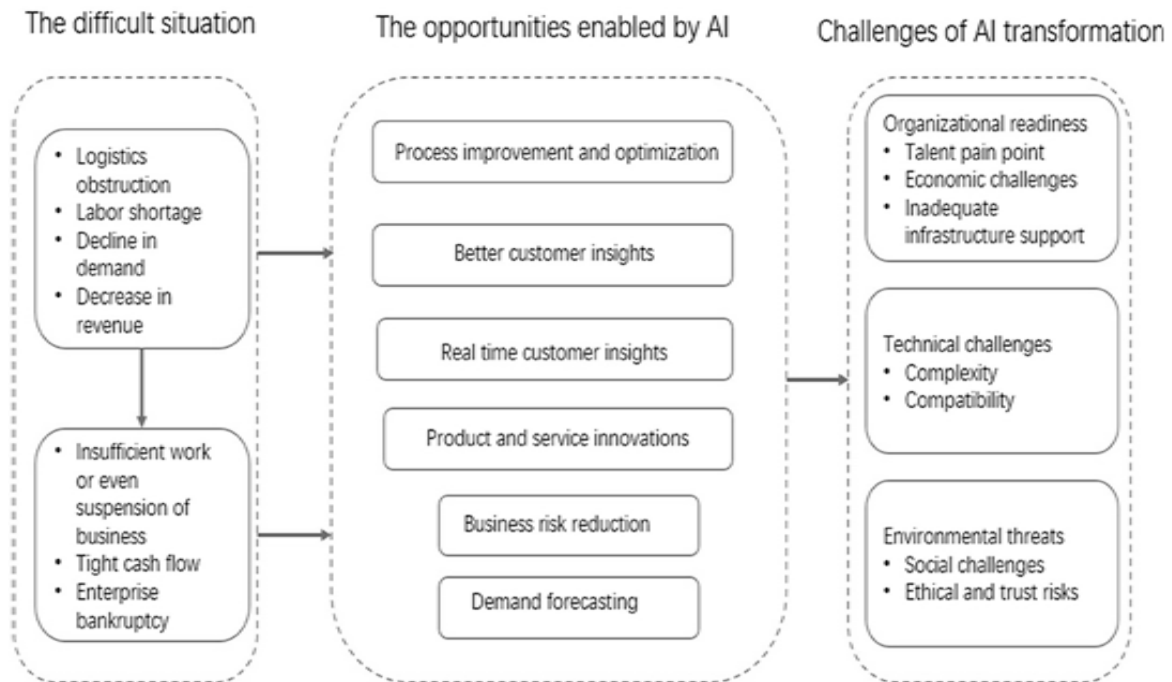 The difficult situation
The opportunities enabled by AI
Challenges of AI transformation
• Logistics
obstruction
• Labor shortage
• Decline in
demand
• Decrease in
revenue
• Insufficient work
or even
suspension of
business
• Tight cash flow
• Enterprise
bankruptcy
Process improvement and optimization
Better customer insights
Real time customer insights
Product and service innovations
Business risk reduction
Demand forecasting
Organizational readiness
• Talent pain point
• Economic challenges
• Inadequate
infrastructure support
Technical challenges
• Complexity
• Compatibility
Environmental threats
• Social challenges
• Ethical and trust risks